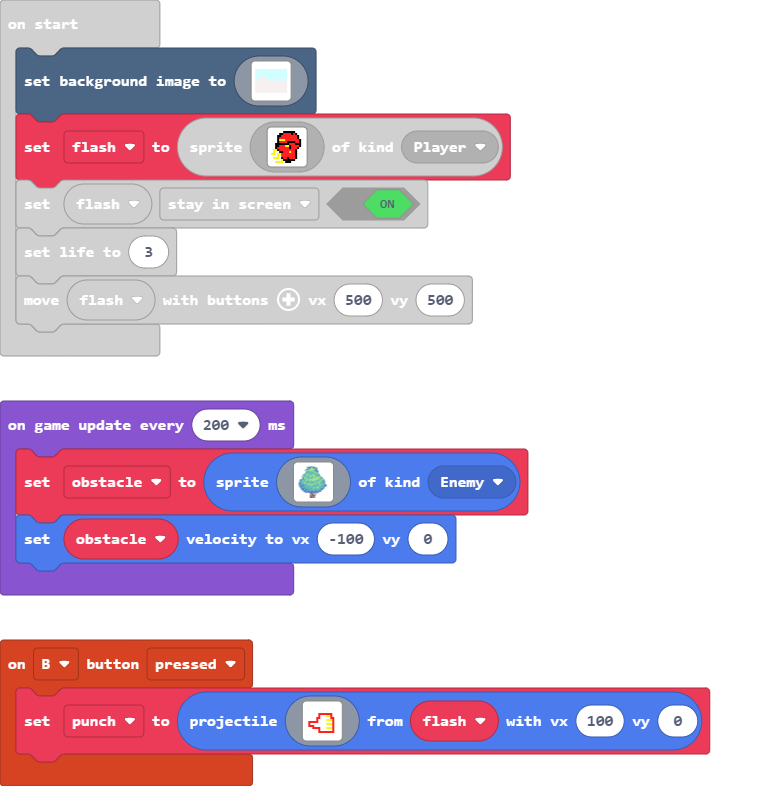 on start
set background image to
set flash to sprite of kind Player
set flash stay in screen ON
set life to 3
move flash with buttons vx 500 vy 500
on game update every 200 ms
set obstacle to sprite of kind Enemy
set obstacle velocity to vx -100 vy 0
on B button pressed
set punch to projectile from flash with vx 100 vy 0